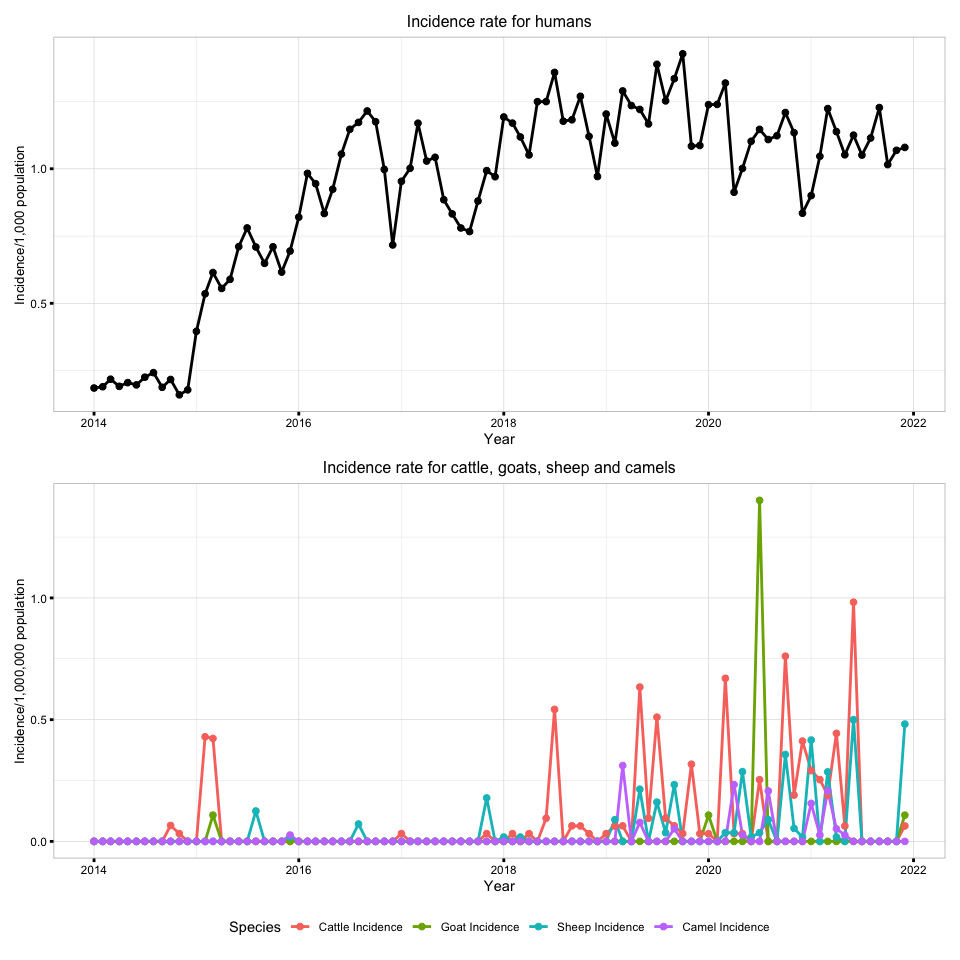 Incidence rate for humans
Incidence/1,000 population
1.0
0.5
2014 2016 2018 2020 2022
Year
Incidence rate for cattle, goats, sheep and camels
Incidence/1,000,000 population
1.0
0.5
0.0
2014 2016 2018 2020 2022
Year
Species Cattle Incidence Goat Incidence Sheep Incidence Camel Incidence